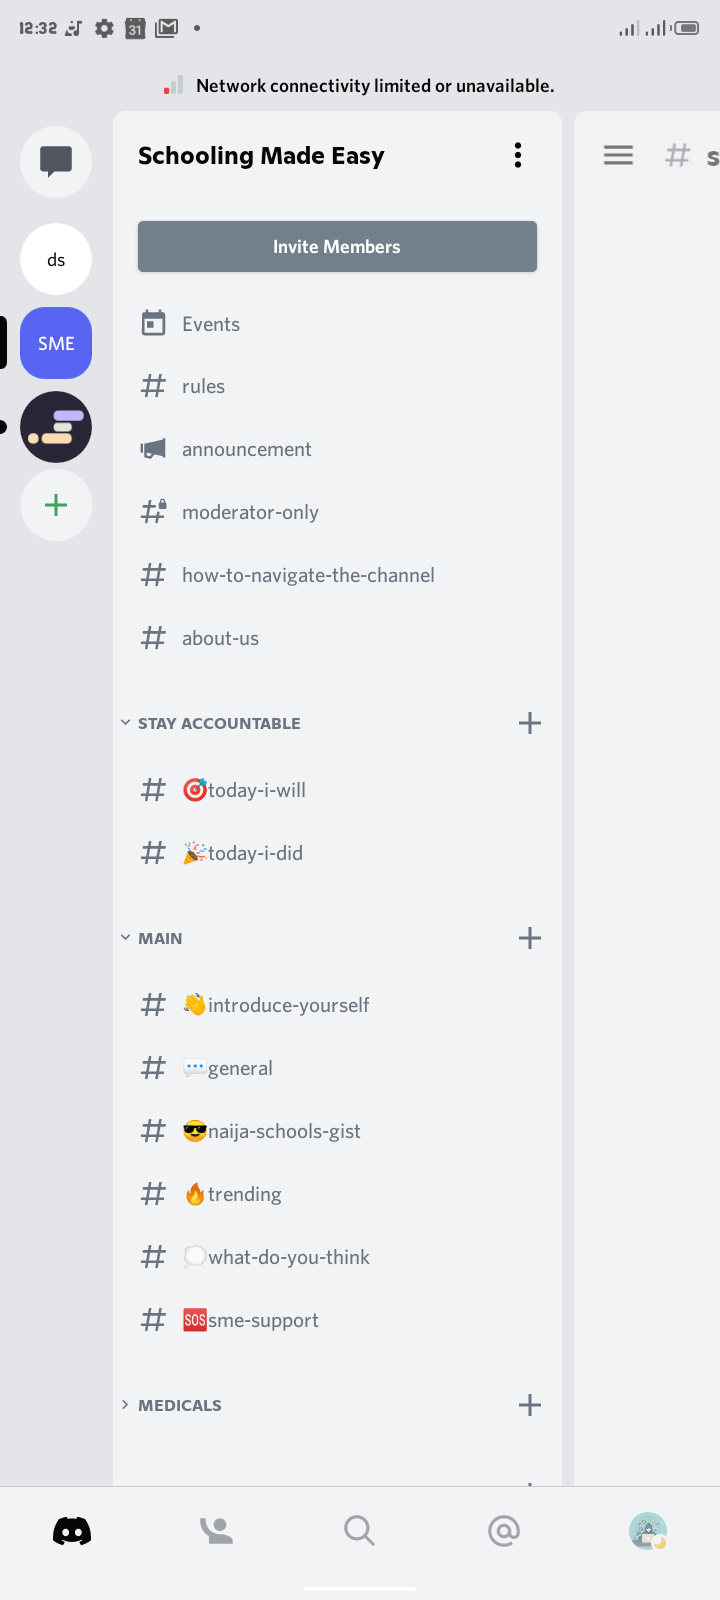 12:32
31
Network connectivity limited or unavailable.
Schooling Made Easy
# s
Invite Members
ds
SME
Events
# rules
announcement
moderator-only
# how-to-navigate-the-channel
# about-us
STAY ACCOUNTABLE
# 🎯today-i-will
# 🎉today-i-did
MAIN
# 👋introduce-yourself
# 💬general
# 😎naija-schools-gist
# 🔥trending
# 💭what-do-you-think
# 🆘sme-support
MEDICALS